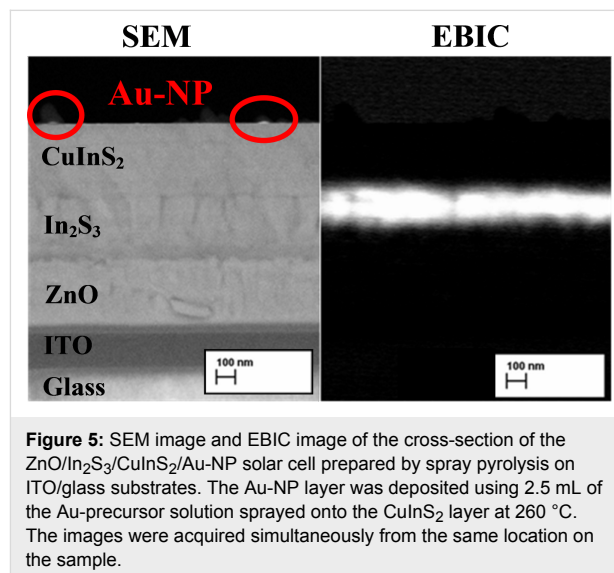 SEM EBIC
Au-NP
CuInS₂
In₂S₃
ZnO
ITO
100 nm 100 nm
Glass
Figure 5: SEM image and EBIC image of the cross-section of the
ZnO/In₂S₃/CuInS₂/Au-NP solar cell prepared by spray pyrolysis on
ITO/glass substrates. The Au-NP layer was deposited using 2.5 mL of
the Au-precursor solution sprayed onto the CuInS₂ layer at 260 °C.
The images were acquired simultaneously from the same location on
the sample.